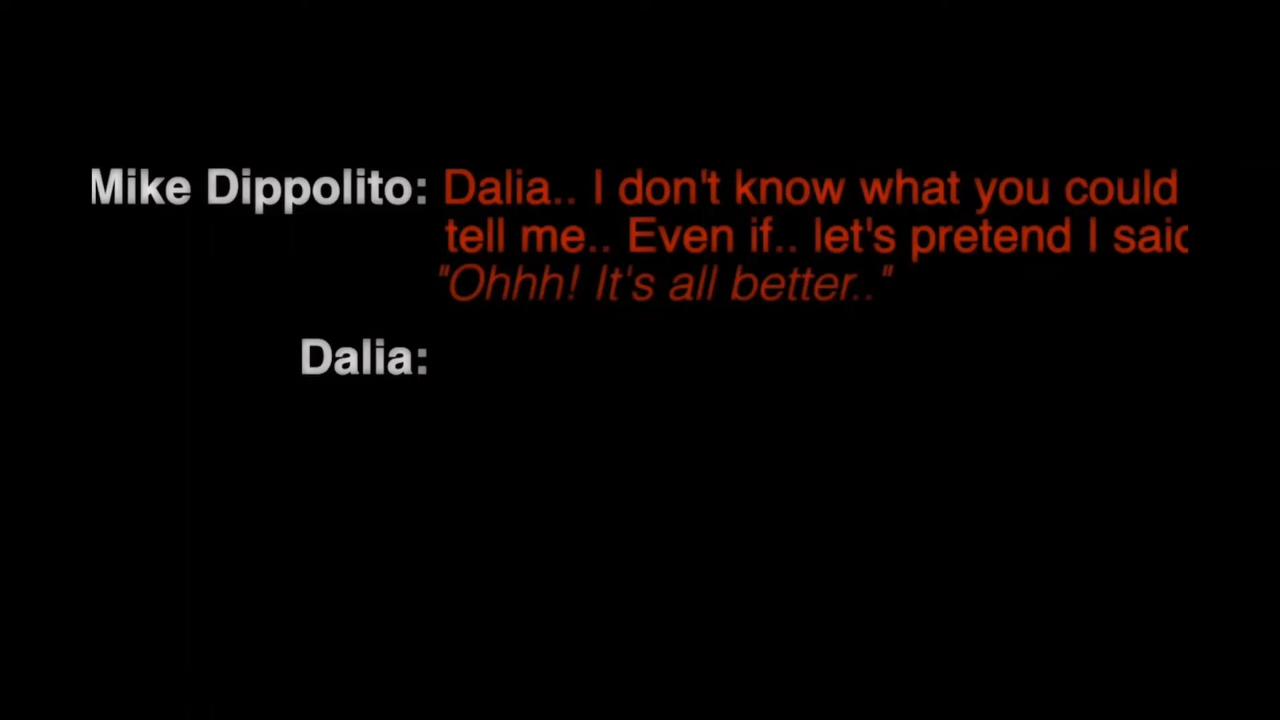 Mike Dippolito: Dalia.. I don't know what you could
tell me.. Even if.. let's pretend I said
"Ohhh! It's all better.."
Dalia: